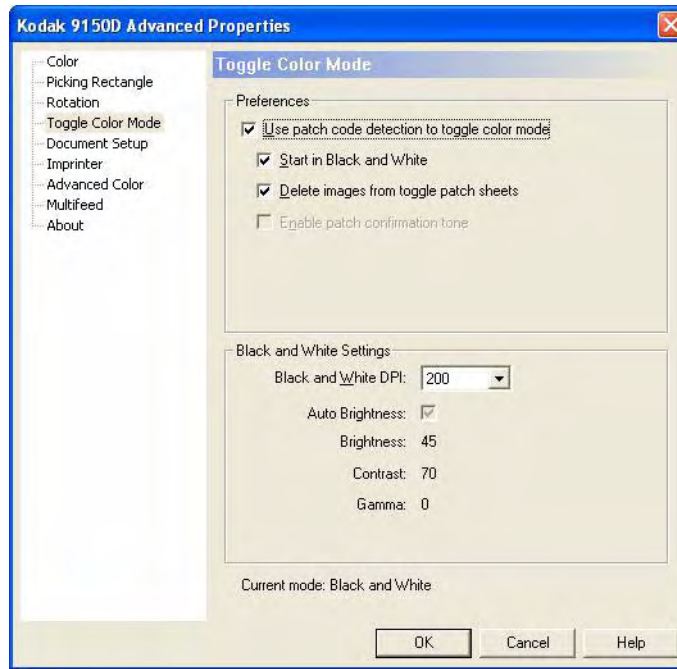 Kodak 9150D Advanced Properties
Color
Picking Rectangle
Rotation
Toggle Color Mode
Document Setup
Imprinter
Advanced Color
Multifeed
About
Toggle Color Mode
Preferences
Use patch code detection to toggle color mode
Start in Black and White
Delete images from toggle patch sheets
Enable patch confirmation tone
Black and White Settings
Black and White DPI: 200
Auto Brightness:
Brightness: 45
Contrast: 70
Gamma: 0
Current mode: Black and White
OK Cancel Help